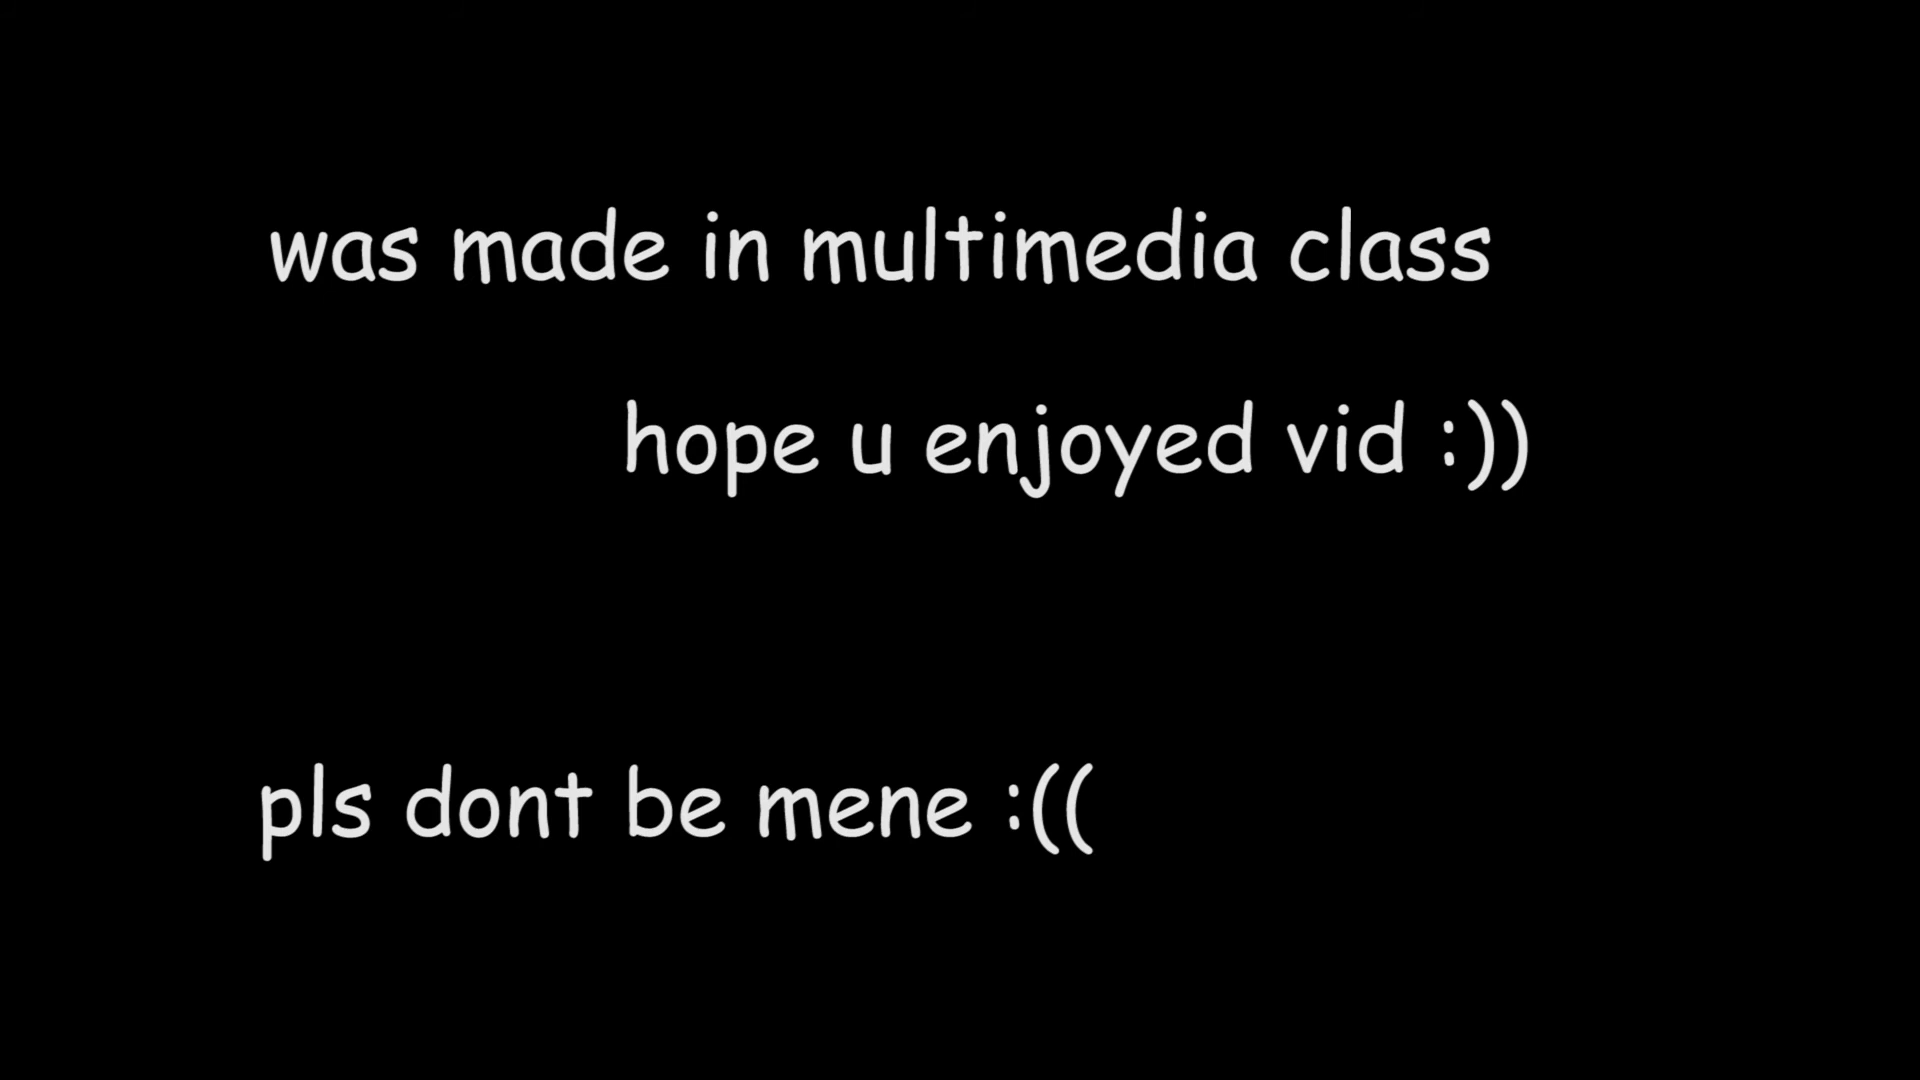 was made in multimedia class
hope u enjoyed vid :))
pls dont be mene :((